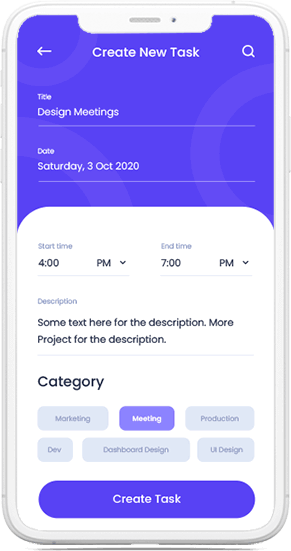 Create New Task
Title
Design Meetings
Date
Saturday, 3 Oct 2020
Start time End time
4:00 PM 7:00 PM
Description
Some text here for the description. More
Project for the description.
Category
Marketing Meeting Production
Dev Dashboard Design UI Design
Create Task